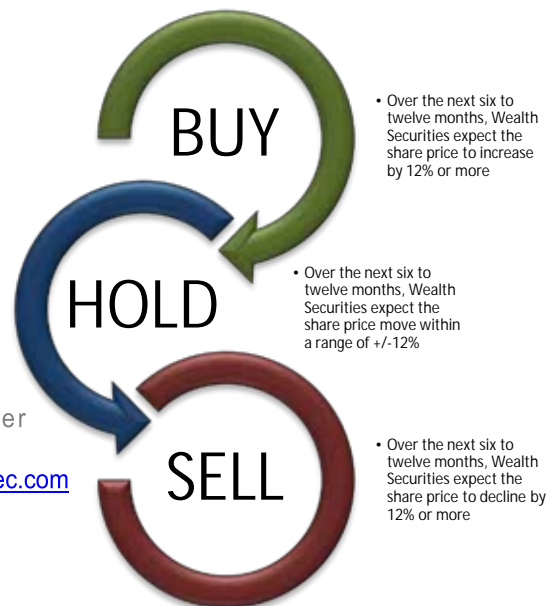 BUY
• Over the next six to
twelve months, Wealth
Securities expect the
share price to increase
by 12% or more
HOLD
• Over the next six to
twelve months, Wealth
Securities expect the
share price move within
a range of +/-12%
er
ec.com
SELL
• Over the next six to
twelve months, Wealth
Securities expect the
share price to decline by
12% or more